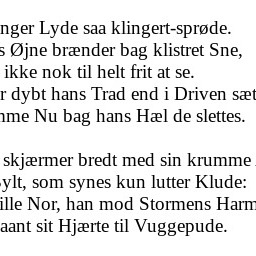 nger Lyde saa klingert-sprøde.
s Øjne brænder bag klistret Sne,
ikke nok til helt frit at se.
r dybt hans Trad end i Driven sæt
mme Nu bag hans Hæl de slettes.
skjærmer bredt med sin krumme
ylt, som synes kun lutter Klude:
ille Nor, han mod Stormens Harm
aant sit Hjærte til Vuggepude.